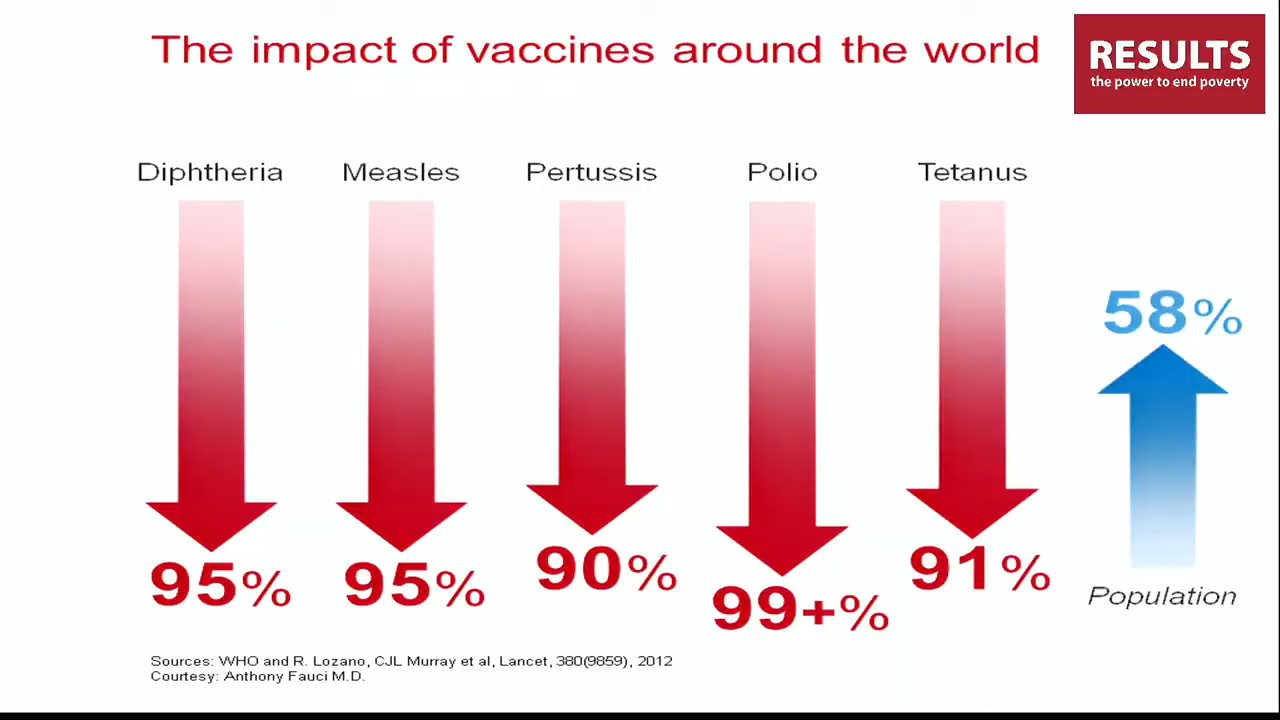 The impact of vaccines around the world
RESULTS
the power to end poverty
Diphtheria
Measles
Pertussis
Polio
Tetanus
58%
95%
95%
90%
99+%
91%
Population
Sources: WHO and R. Lozano, CJL Murray et al, Lancet, 380(9859), 2012
Courtesy: Anthony Fauci M.D.